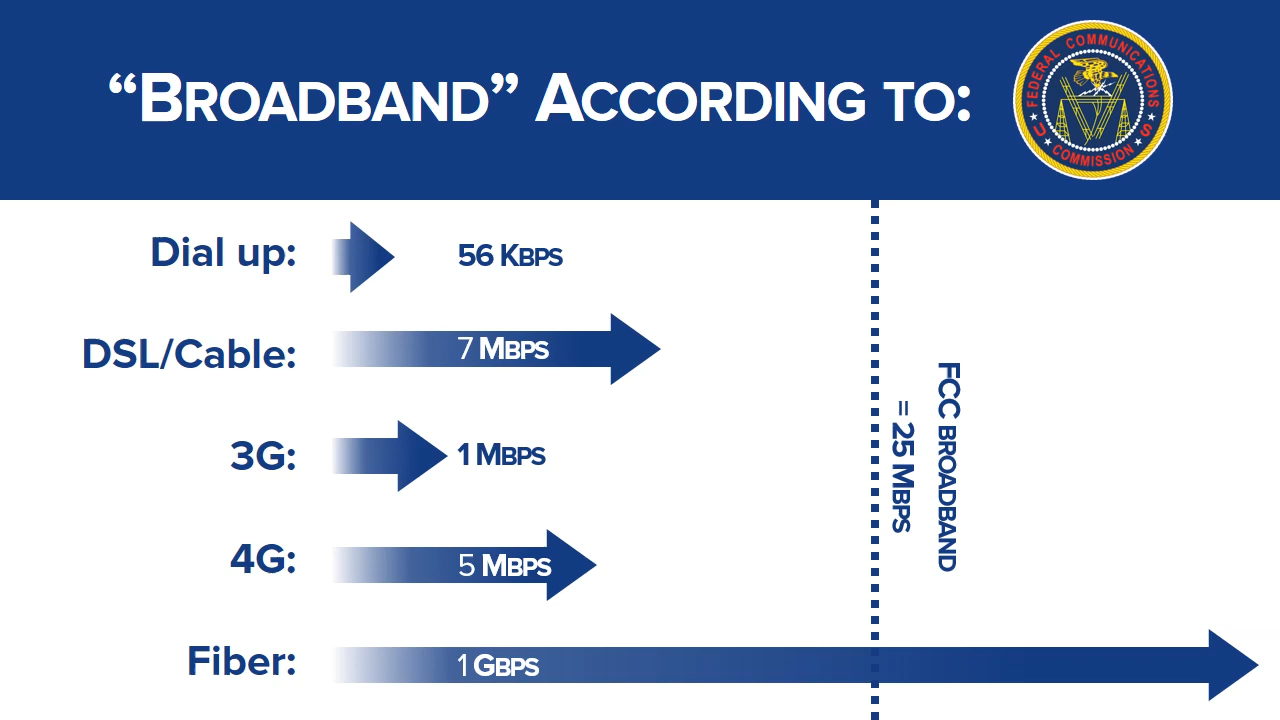 “BROADBAND” ACCORDING TO:
FEDERAL COMMUNICATIONS
COMMISSION
U S
Dial up:
56 KBPS
DSL/Cable:
7 MBPS
3G:
1 MBPS
4G:
5 MBPS
Fiber:
1 GBPS
FCC BROADBAND
= 25 MBPS